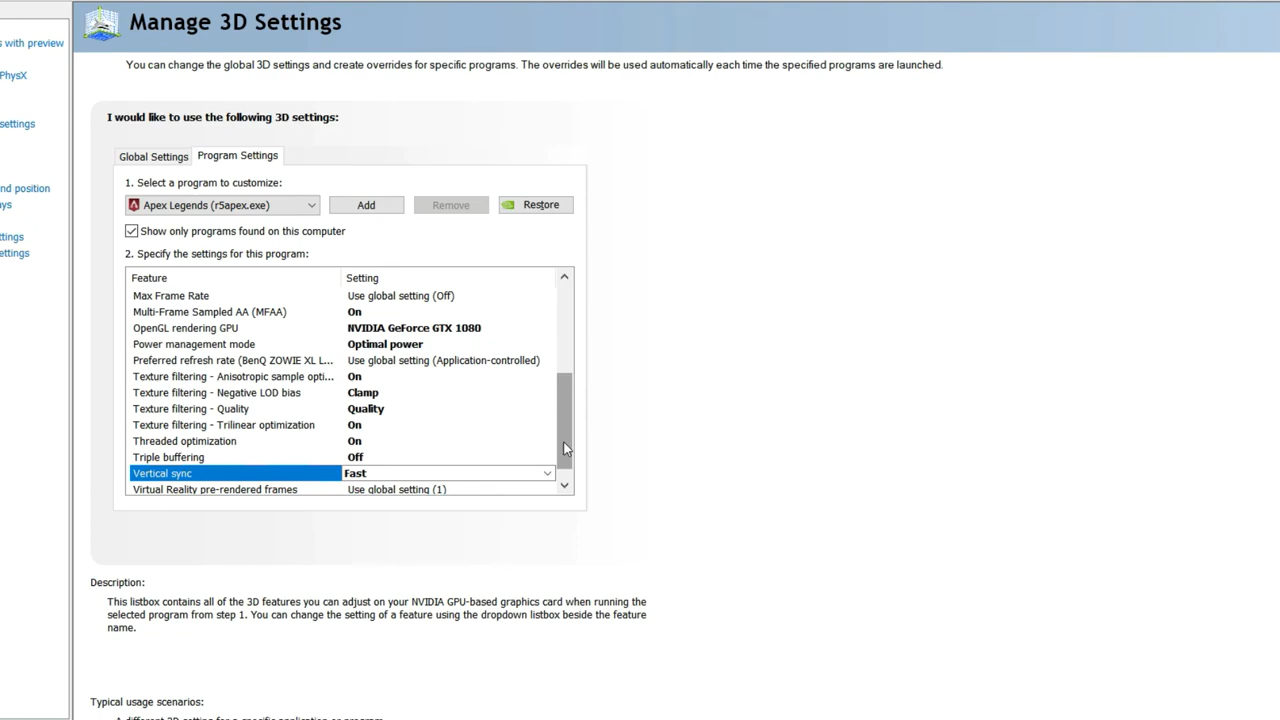 Manage 3D Settings
s with preview
You can change the global 3D settings and create overrides for specific programs. The overrides will be used automatically each time the specified programs are launched.
PhysX
settings
nd position
ys
ttings
ettings
I would like to use the following 3D settings:
Global Settings
Program Settings
1. Select a program to customize:
Apex Legends (r5apex.exe)
Add
Remove
Restore
Show only programs found on this computer
2. Specify the settings for this program:
Feature Setting
Max Frame Rate Use global setting (Off)
Multi-Frame Sampled AA (MFAA) On
OpenGL rendering GPU NVIDIA GeForce GTX 1080
Power management mode Optimal power
Preferred refresh rate (BenQ ZOWIE XL L... Use global setting (Application-controlled)
Texture filtering - Anisotropic sample opti... On
Texture filtering - Negative LOD bias Clamp
Texture filtering - Quality Quality
Texture filtering - Trilinear optimization On
Threaded optimization On
Triple buffering Off
Vertical sync Fast
Virtual Reality pre-rendered frames Use global setting (1)
Description:
This listbox contains all of the 3D features you can adjust on your NVIDIA GPU-based graphics card when running the
selected program from step 1. You can change the setting of a feature using the dropdown listbox beside the feature
name.
Typical usage scenarios:
A different 3D setting for a specific application or program